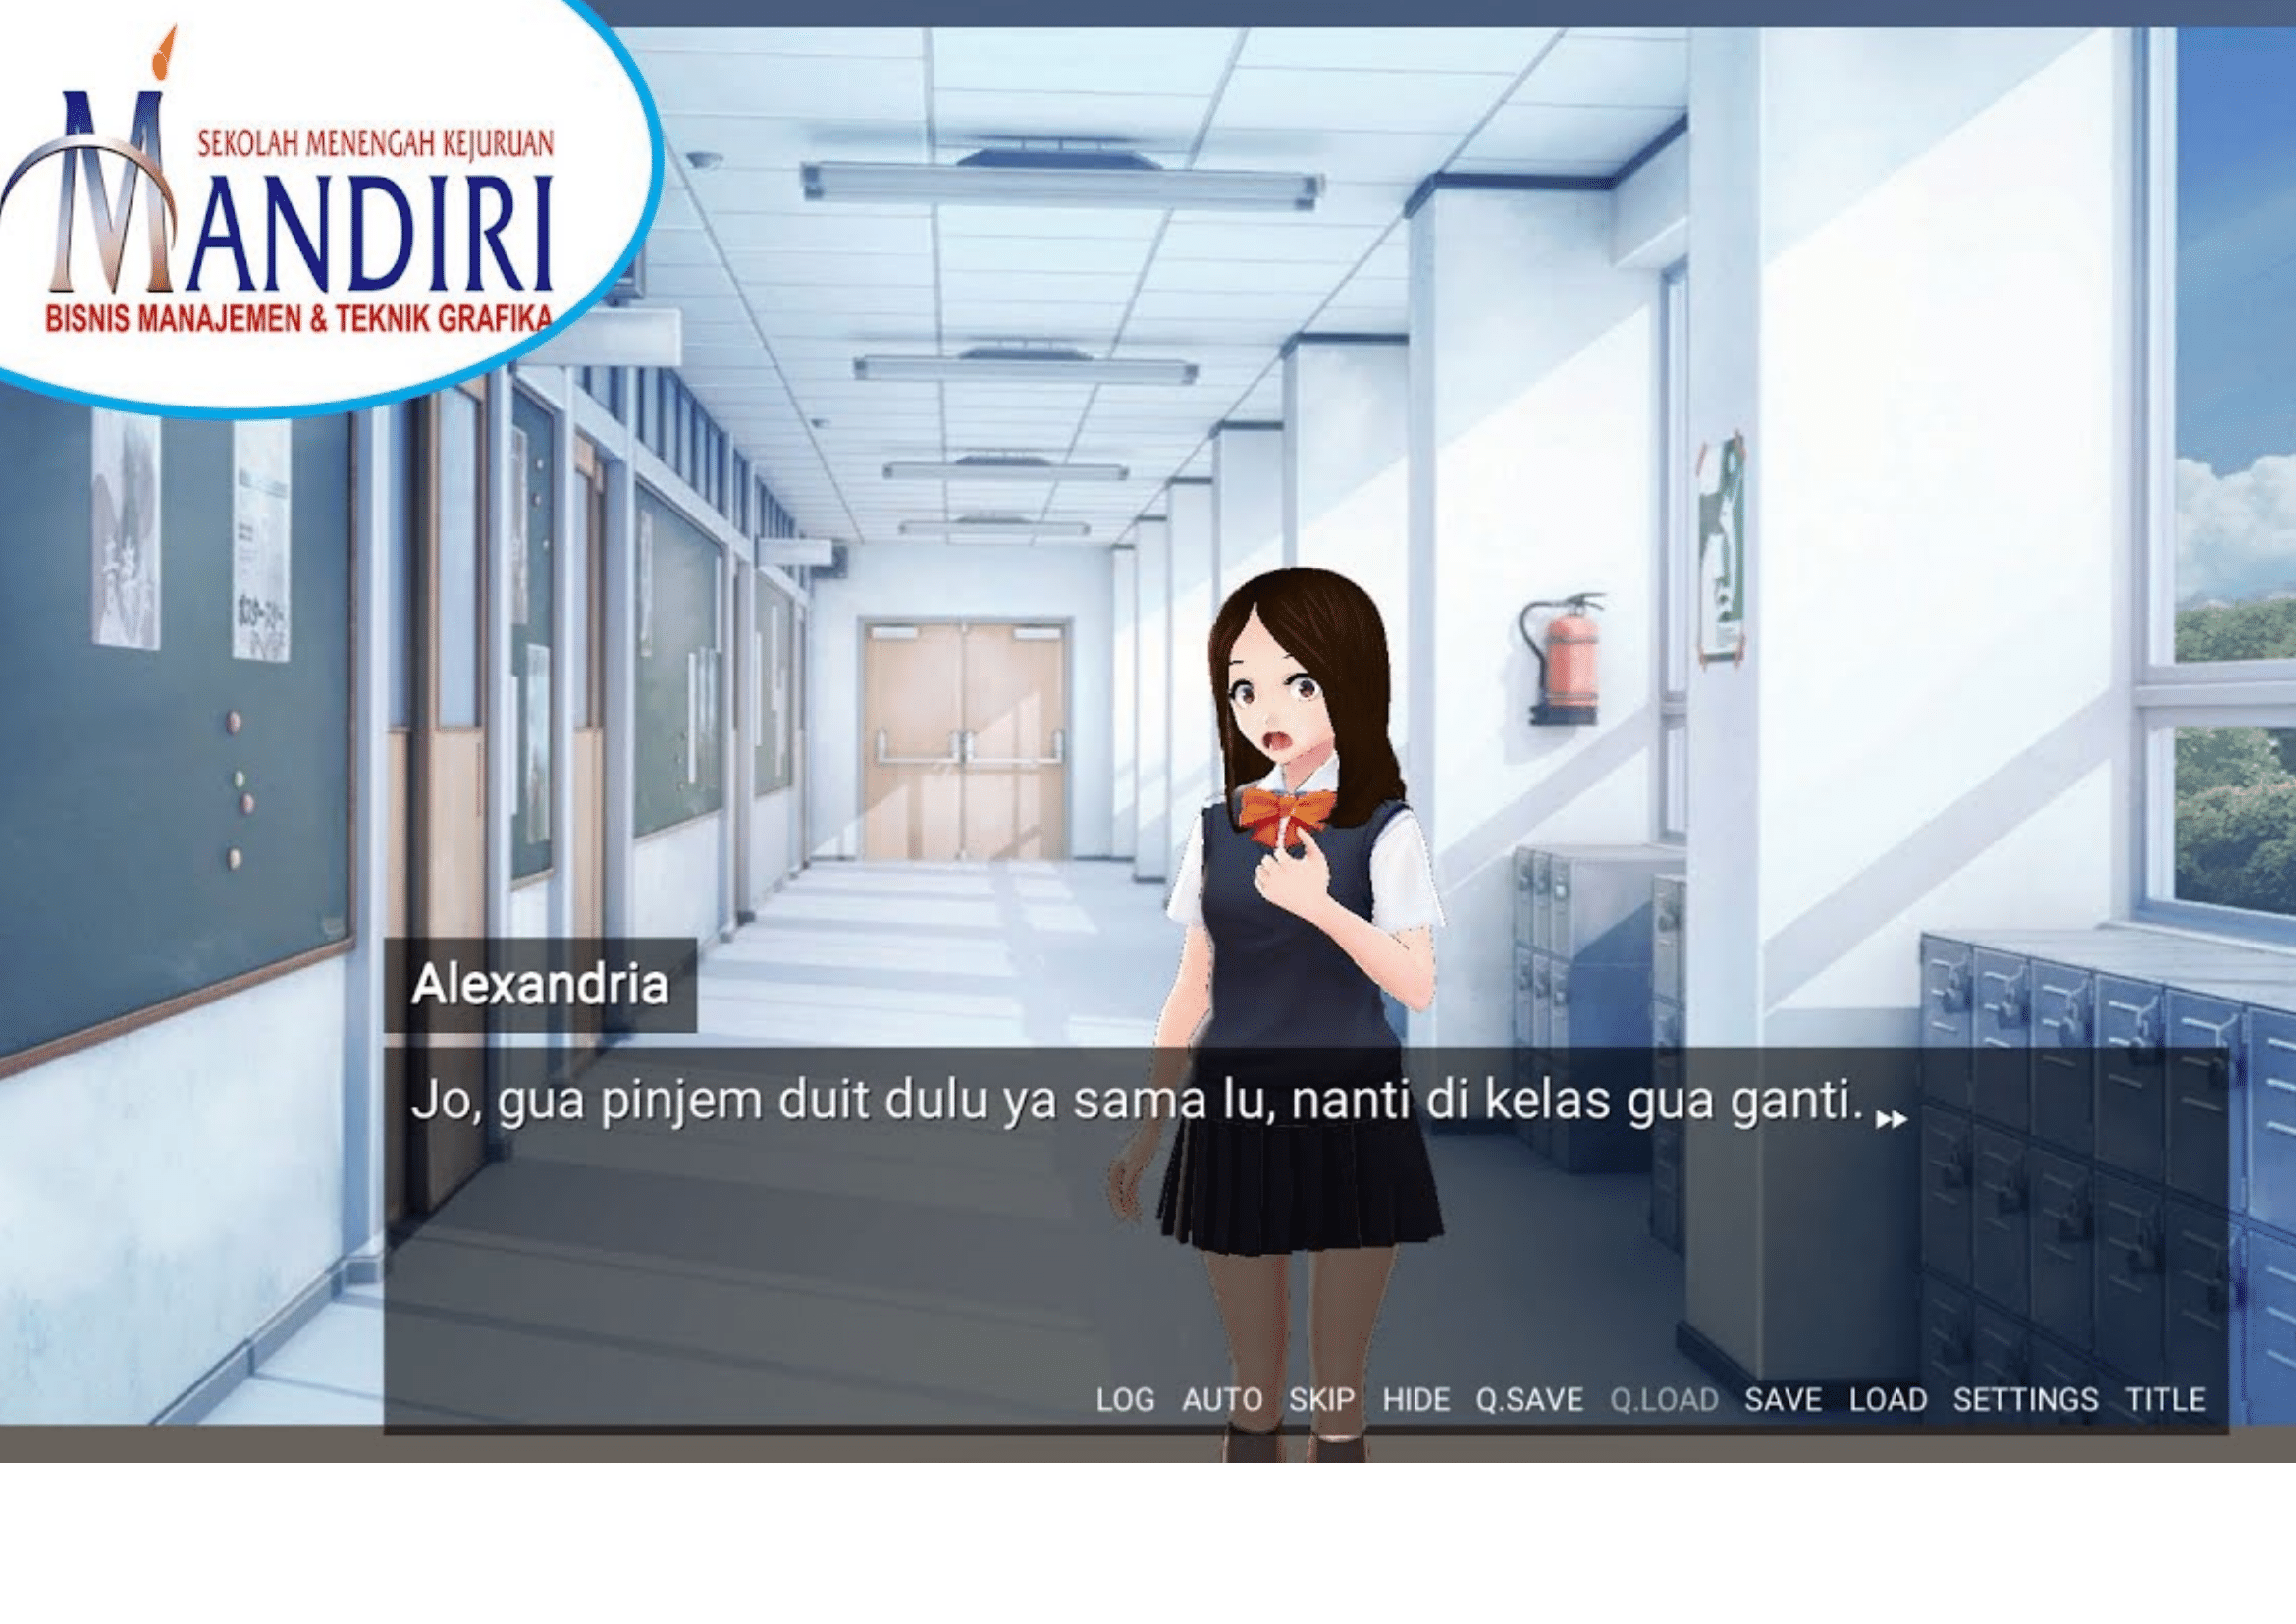 SEKOLAH MENENGAH KEJURUAN
MANDIRI
BISNIS MANAJEMEN & TEKNIK GRAFIKA
Alexandria
Jo, gua pinjem duit dulu ya sama lu, nanti di kelas gua ganti.
LOG AUTO SKIP HIDE Q.SAVE Q.LOAD SAVE LOAD SETTINGS TITLE